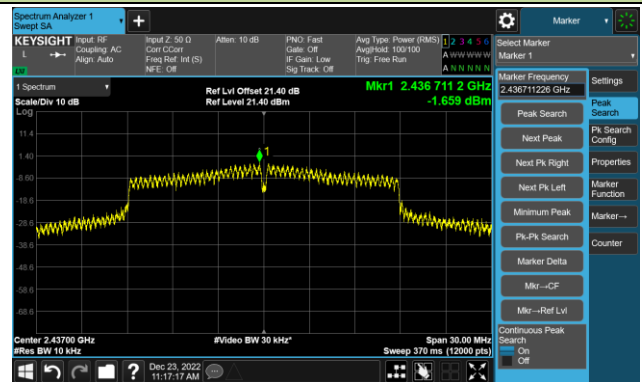 Spectrum Analyzer 1
Swept SA
Marker
KEYSIGHT
Input: RF
Coupling: AC
Align: Auto
Input Z: 50 Ω
Corr CCorr
Freq Ref: Int (S)
NFE: Off
Atten: 10 dB
PNO: Fast
Gate: Off
IF Gain: Low
Sig Track: Off
Avg Type: Power (RMS)
Avg|Hold: 100/100
Trig: Free Run
1 2 3 4 5 6
A W W W W W
A N N N N N
L
LXI
Select Marker
Marker 1
1 Spectrum
Scale/Div 10 dB
Log
Ref Lvl Offset 21.40 dB
Ref Level 21.40 dBm
Mkr1 2.436 711 2 GHz
-1.659 dBm
11.4
1.40
-8.60
-18.6
-28.6
-38.6
-48.6
-58.6
-68.6
1
Center 2.43700 GHz
#Res BW 10 kHz
#Video BW 30 kHz*
Span 30.00 MHz
Sweep 370 ms (12000 pts)
Marker Frequency
2.436711226 GHz
Peak Search
Next Peak
Next Pk Right
Next Pk Left
Minimum Peak
Pk-Pk Search
Marker Delta
Mkr→CF
Mkr→Ref Lvl
Continuous Peak
Search
On
Off
Settings
Peak
Search
Pk Search
Config
Properties
Marker
Function
Marker→
Counter
?
Dec 23, 2022
11:17:17 AM